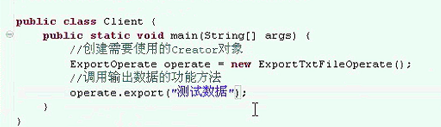 public class Client {
public static void main(String[] args) {
//创建需要使用的Creator对象
ExportOperate operate = new ExportTxtFileOperate();
//调用输出数据的功能方法
operate.export("测试数据");
}
}